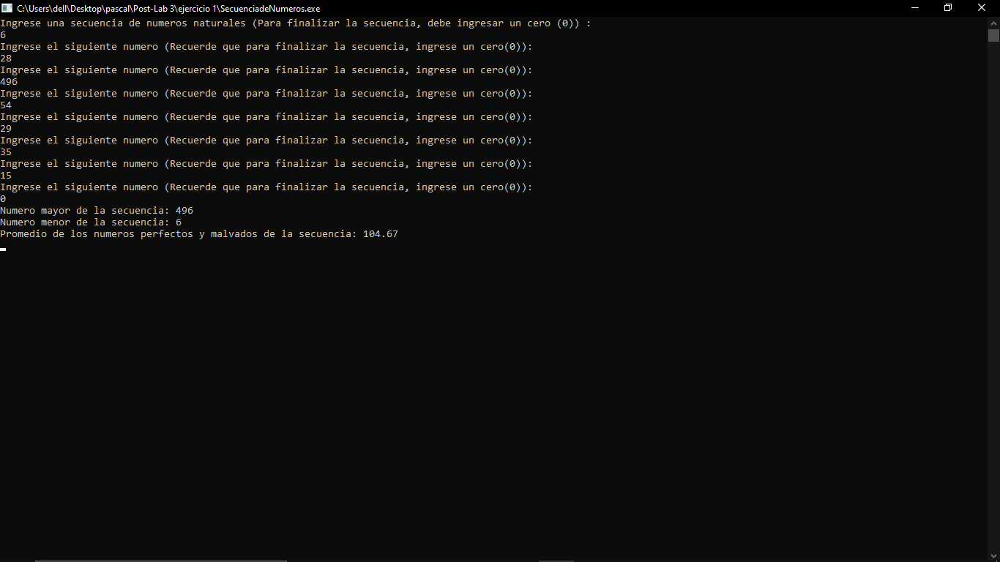 C:\Users\dell\Desktop\pascal\Post-Lab 3\ejercicio 1\SecuenciadeNumeros.exe
Ingrese una secuencia de numeros naturales (Para finalizar la secuencia, debe ingresar un cero (0)) :
6
Ingrese el siguiente numero (Recuerde que para finalizar la secuencia, ingrese un cero(0)):
28
Ingrese el siguiente numero (Recuerde que para finalizar la secuencia, ingrese un cero(0)):
496
Ingrese el siguiente numero (Recuerde que para finalizar la secuencia, ingrese un cero(0)):
54
Ingrese el siguiente numero (Recuerde que para finalizar la secuencia, ingrese un cero(0)):
29
Ingrese el siguiente numero (Recuerde que para finalizar la secuencia, ingrese un cero(0)):
35
Ingrese el siguiente numero (Recuerde que para finalizar la secuencia, ingrese un cero(0)):
15
Ingrese el siguiente numero (Recuerde que para finalizar la secuencia, ingrese un cero(0)):
0
Numero mayor de la secuencia: 496
Numero menor de la secuencia: 6
Promedio de los numeros perfectos y malvados de la secuencia: 104.67